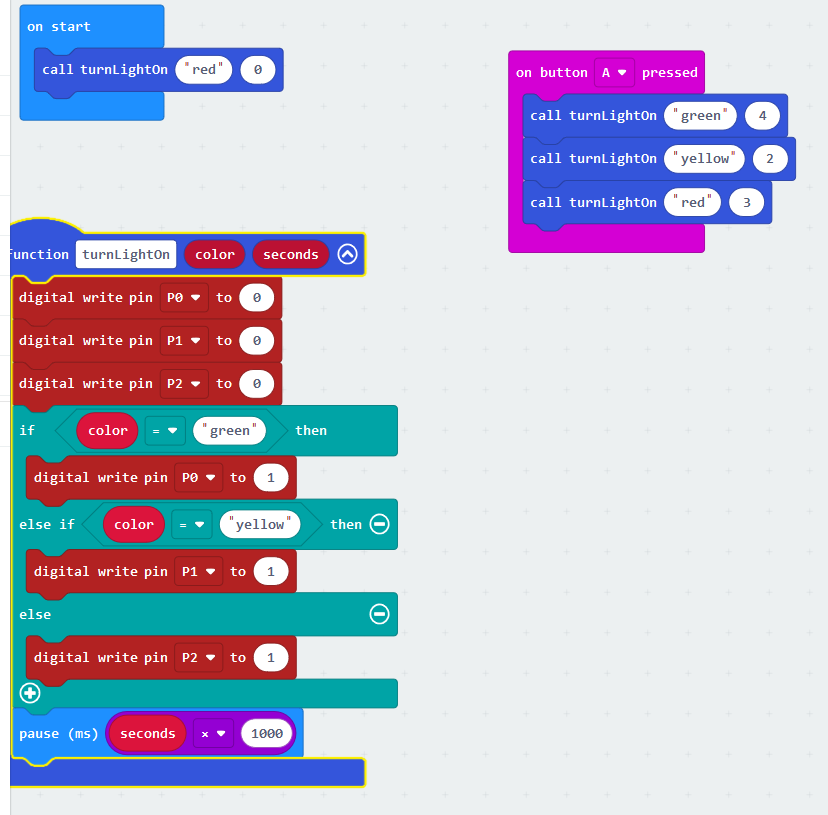 on start
call turnLightOn "red" 0
on button A pressed
call turnLightOn "green" 4
call turnLightOn "yellow" 2
call turnLightOn "red" 3
function turnLightOn color seconds
digital write pin P0 to 0
digital write pin P1 to 0
digital write pin P2 to 0
if color = "green" then
digital write pin P0 to 1
else if color = "yellow" then
digital write pin P1 to 1
else
digital write pin P2 to 1
pause (ms) seconds × 1000